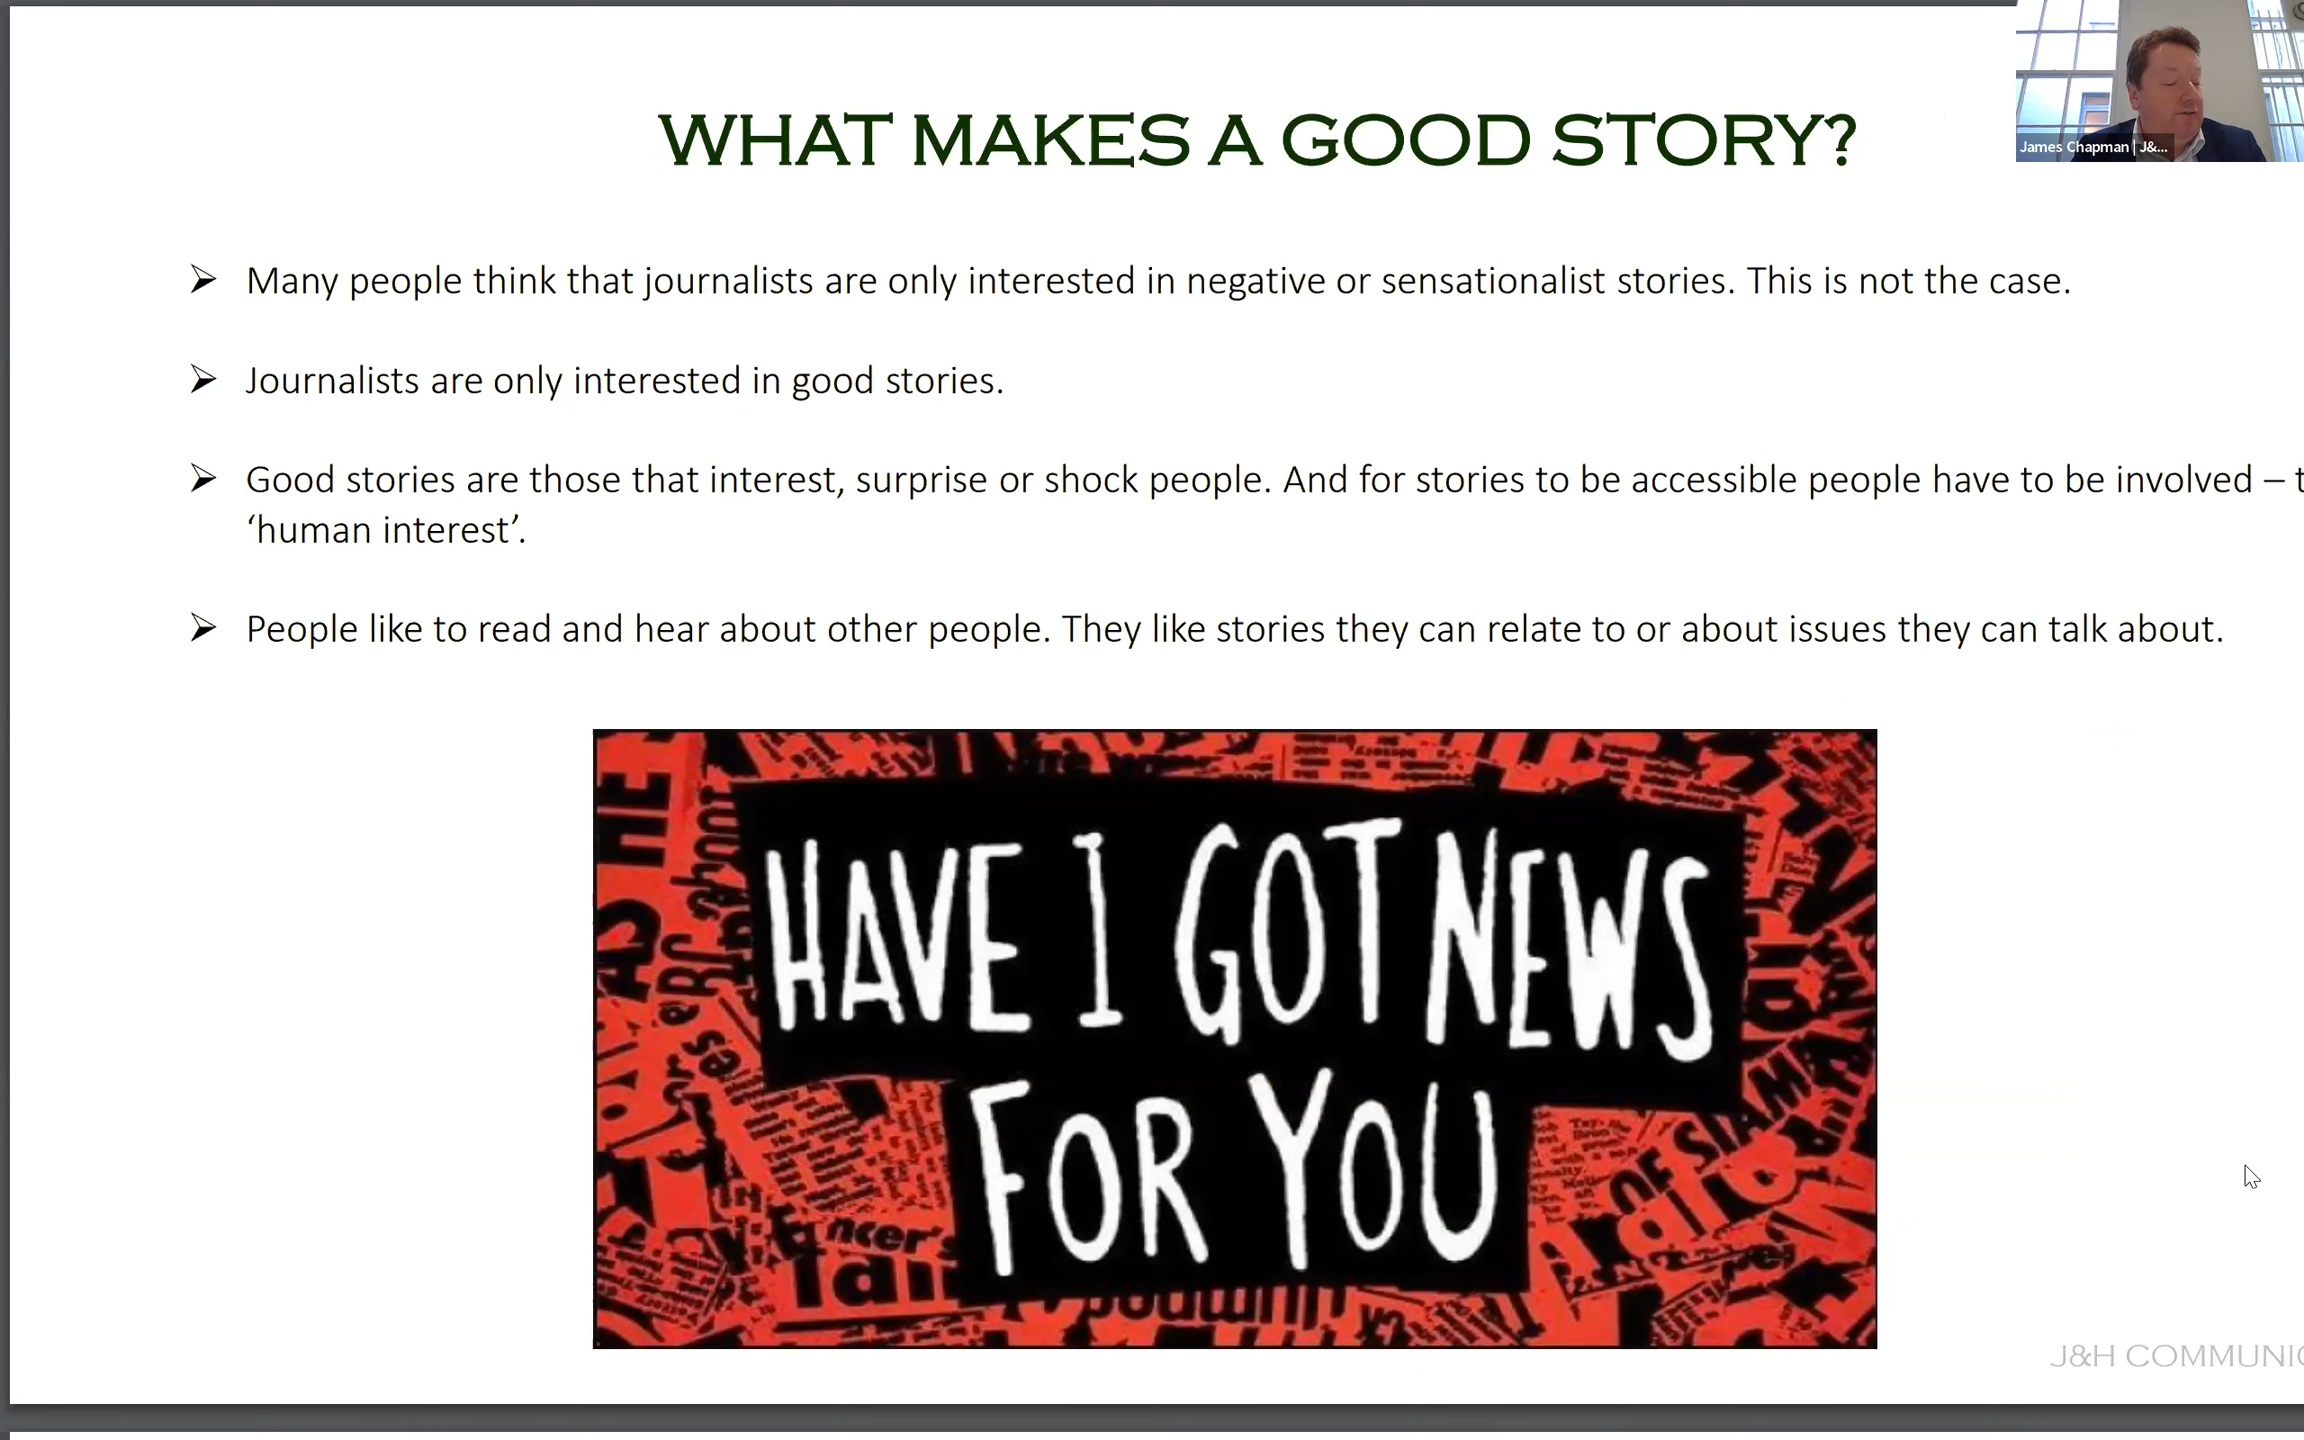 WHAT MAKES A GOOD STORY?
James Chapman | J&...
➢ Many people think that journalists are only interested in negative or sensationalist stories. This is not the case.
➢ Journalists are only interested in good stories.
➢ Good stories are those that interest, surprise or shock people. And for stories to be accessible people have to be involved –
‘human interest’.
➢ People like to read and hear about other people. They like stories they can relate to or about issues they can talk about.
HAVE I GOT NEWS
FOR YOU
OF SIAM
J&H